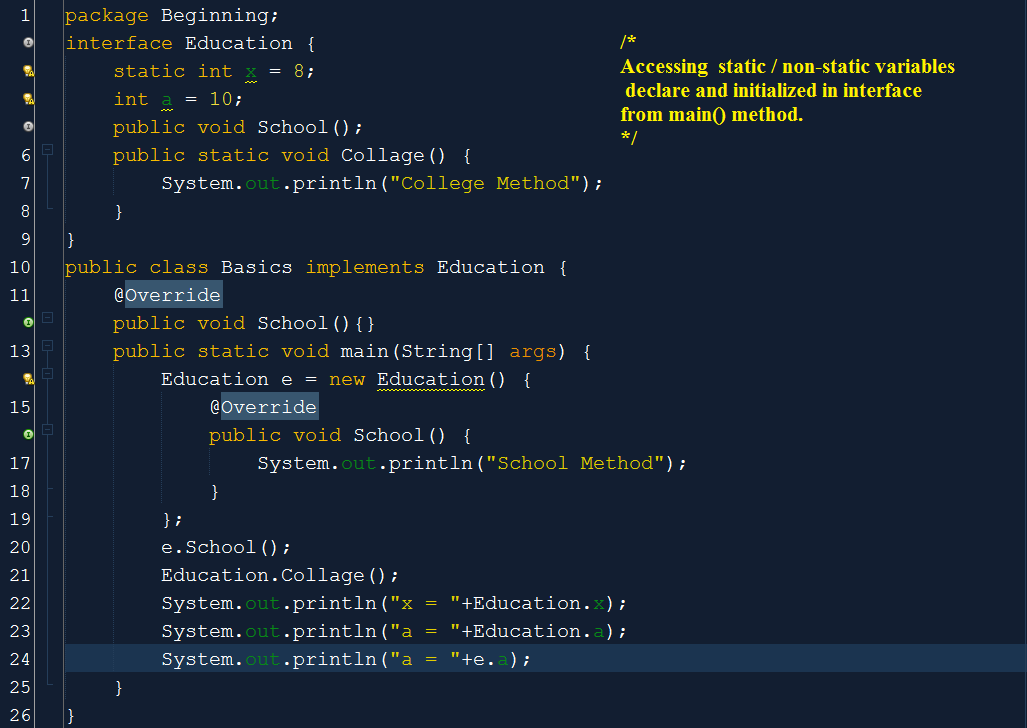 1 package Beginning;
interface Education {
static int x = 8;
int a = 10;
public void School();
6 public static void Collage() {
7 System.out.println("College Method");
8 }
9 }
10 public class Basics implements Education {
11 @Override
public void School(){}
13 public static void main(String[] args) {
Education e = new Education() {
15 @Override
public void School() {
17 System.out.println("School Method");
18 }
19 };
20 e.School();
21 Education.Collage();
22 System.out.println("x = "+Education.x);
23 System.out.println("a = "+Education.a);
24 System.out.println("a = "+e.a);
25 }
26 }
/*
Accessing static / non-static variables
declare and initialized in interface
from main() method.
*/